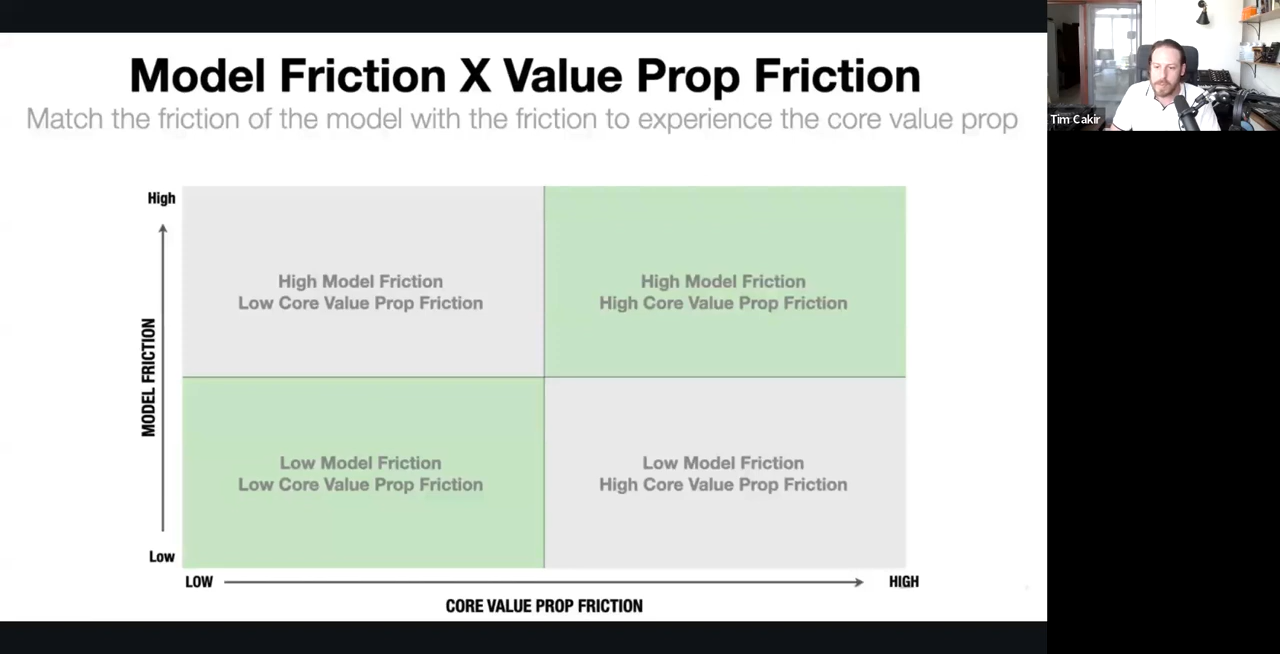 Model Friction X Value Prop Friction
Match the friction of the model with the friction to experience the core value prop
Tim Cakir
High
High Model Friction
Low Core Value Prop Friction
High Model Friction
High Core Value Prop Friction
MODEL FRICTION
Low Model Friction
Low Core Value Prop Friction
Low Model Friction
High Core Value Prop Friction
Low
LOW
HIGH
CORE VALUE PROP FRICTION